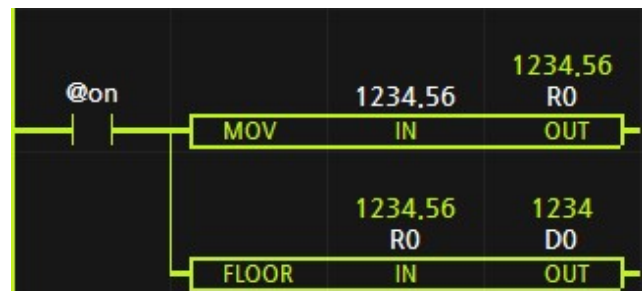 1234.56
@on 1234.56 R0
MOV IN OUT
1234.56 1234
R0 D0
FLOOR IN OUT